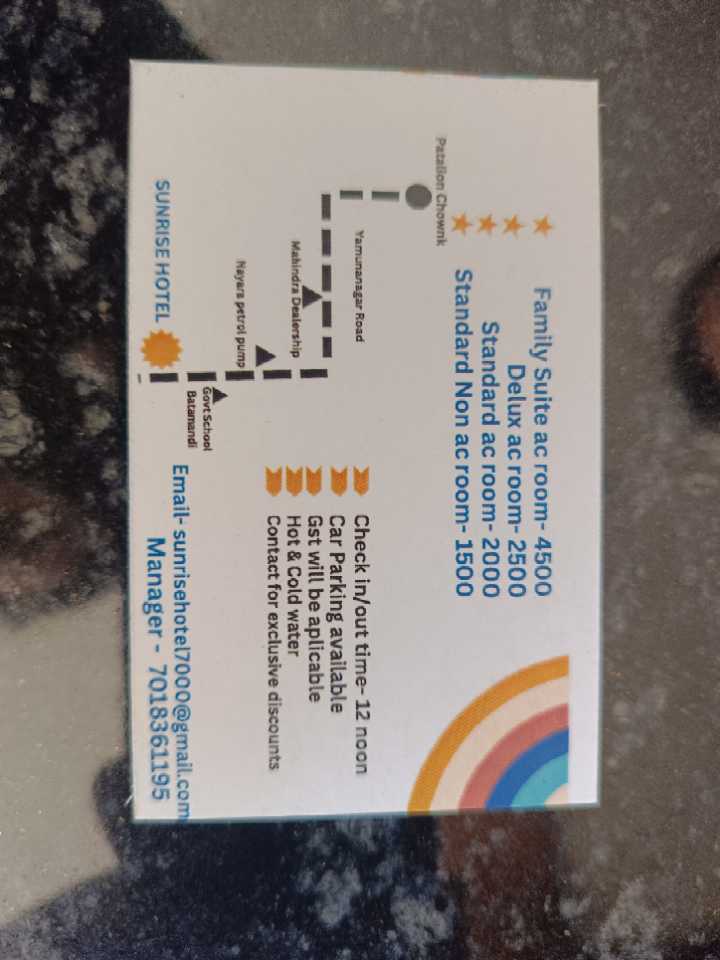 Family Suite ac room- 4500
Delux ac room- 2500
Standard ac room- 2000
Standard Non ac room- 1500
Patalion Chownk
Yamunanagar Road
Mahindra Dealership
Nayara petrol pump
Govt School
Batamandi
SUNRISE HOTEL
Check in/out time- 12 noon
Car Parking available
Gst will be aplicable
Hot & Cold water
Contact for exclusive discounts
Email- sunrisehotel7000@gmail.com
Manager - 7018361195